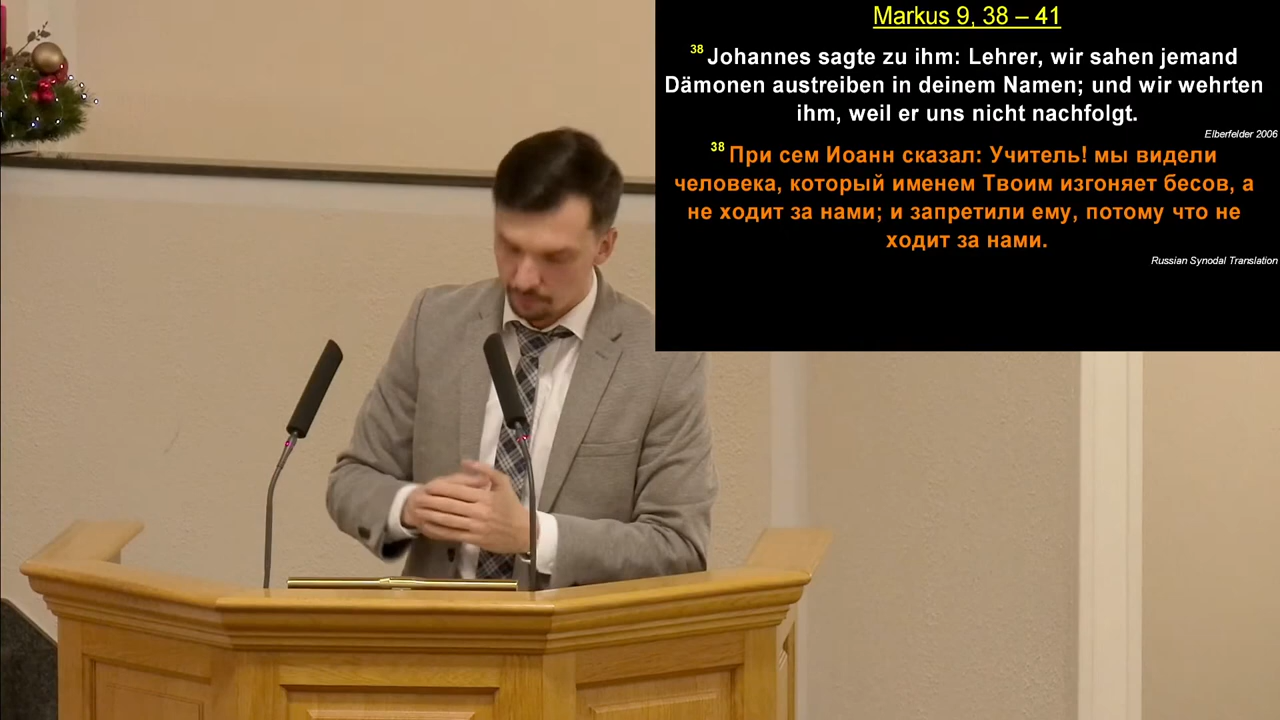 Markus 9, 38 – 41
38 Johannes sagte zu ihm: Lehrer, wir sahen jemand
Dämonen austreiben in deinem Namen; und wir wehrten
ihm, weil er uns nicht nachfolgt.
Elberfelder 2006
38 При сем Иоанн сказал: Учитель! мы видели
человека, который именем Твоим изгоняет бесов, а
не ходит за нами; и запретили ему, потому что не
ходит за нами.
Russian Synodal Translation